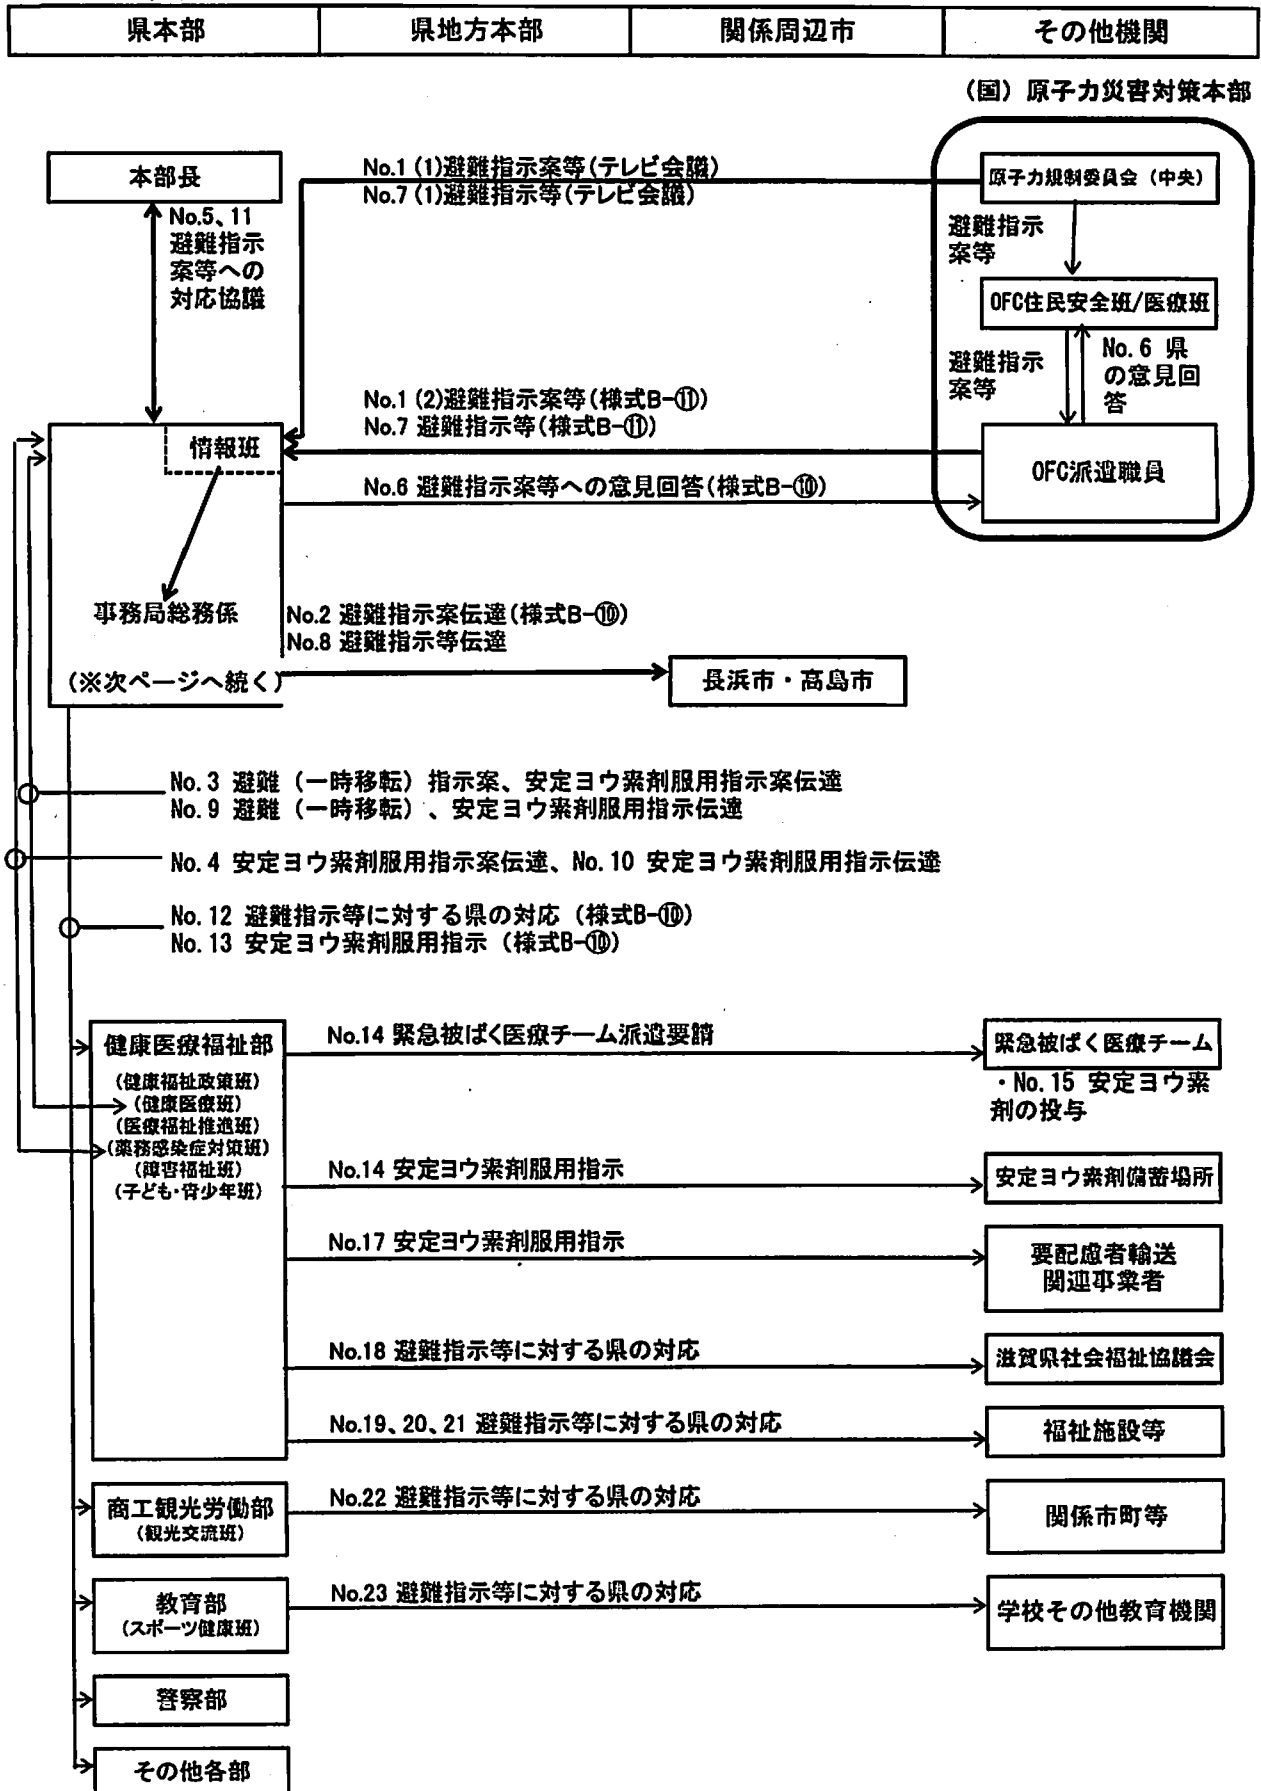 県本部
県地方本部
関係周辺市
その他機関
（国）原子力災害対策本部
本部長
No.1 (1)避難指示案等(テレビ会議)
No.7 (1)避難指示等(テレビ会議)
原子力規制委員会（中央）
No.5、11
避難指示
案等への
対応協議
避難指示
案等
OFC住民安全班/医療班
避難指示
案等
No.6 県
の意見回
答
No.1 (2)避難指示案等(様式B-⑪)
No.7 避難指示等(様式B-⑪)
情報班
OFC派遣職員
No.6 避難指示案等への意見回答(様式B-⑩)
事務局総務係
No.2 避難指示案伝達(様式B-⑩)
No.8 避難指示等伝達
(※次ページへ続く)
長浜市・高島市
No.3 避難（一時移転）指示案、安定ヨウ素剤服用指示案伝達
No.9 避難（一時移転）、安定ヨウ素剤服用指示伝達
No.4 安定ヨウ素剤服用指示案伝達、No.10 安定ヨウ素剤服用指示伝達
No.12 避難指示等に対する県の対応（様式B-⑩）
No.13 安定ヨウ素剤服用指示（様式B-⑩）
健康医療福祉部
(健康福祉政策班)
(健康医療班)
(医療福祉推進班)
(薬務感染症対策班)
(障害福祉班)
(子ども・青少年班)
No.14 緊急被ばく医療チーム派遣要請
緊急被ばく医療チーム
・No.15 安定ヨウ素
剤の投与
No.14 安定ヨウ素剤服用指示
安定ヨウ素剤備蓄場所
No.17 安定ヨウ素剤服用指示
要配慮者輸送
関連事業者
No.18 避難指示等に対する県の対応
滋賀県社会福祉協議会
No.19、20、21 避難指示等に対する県の対応
福祉施設等
商工観光労働部
(観光交流班)
No.22 避難指示等に対する県の対応
関係市町等
教育部
(スポーツ健康班)
No.23 避難指示等に対する県の対応
学校その他教育機関
警察部
その他各部